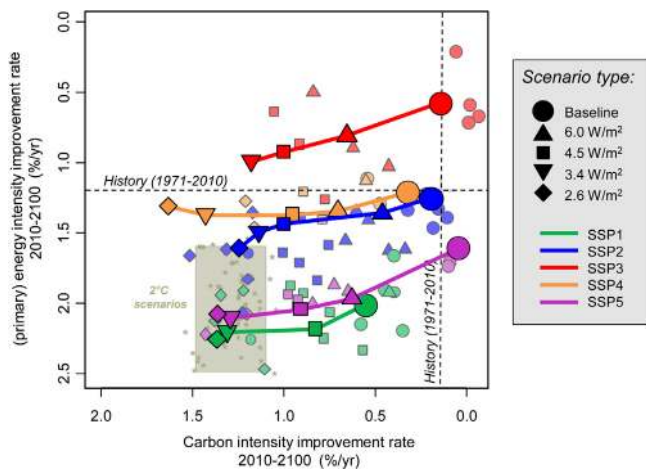 (primary) energy intensity improvement rate
2010-2100 (%/yr)
0.0
0.5
1.0
1.5
2.0
2.5
History (1971-2010)
2°C
scenarios
History (1971-2010)
2.0
1.5
1.0
0.5
0.0
Carbon intensity improvement rate
2010-2100 (%/yr)
Scenario type:
Baseline
6.0 W/m²
4.5 W/m²
3.4 W/m²
2.6 W/m²
SSP1
SSP2
SSP3
SSP4
SSP5